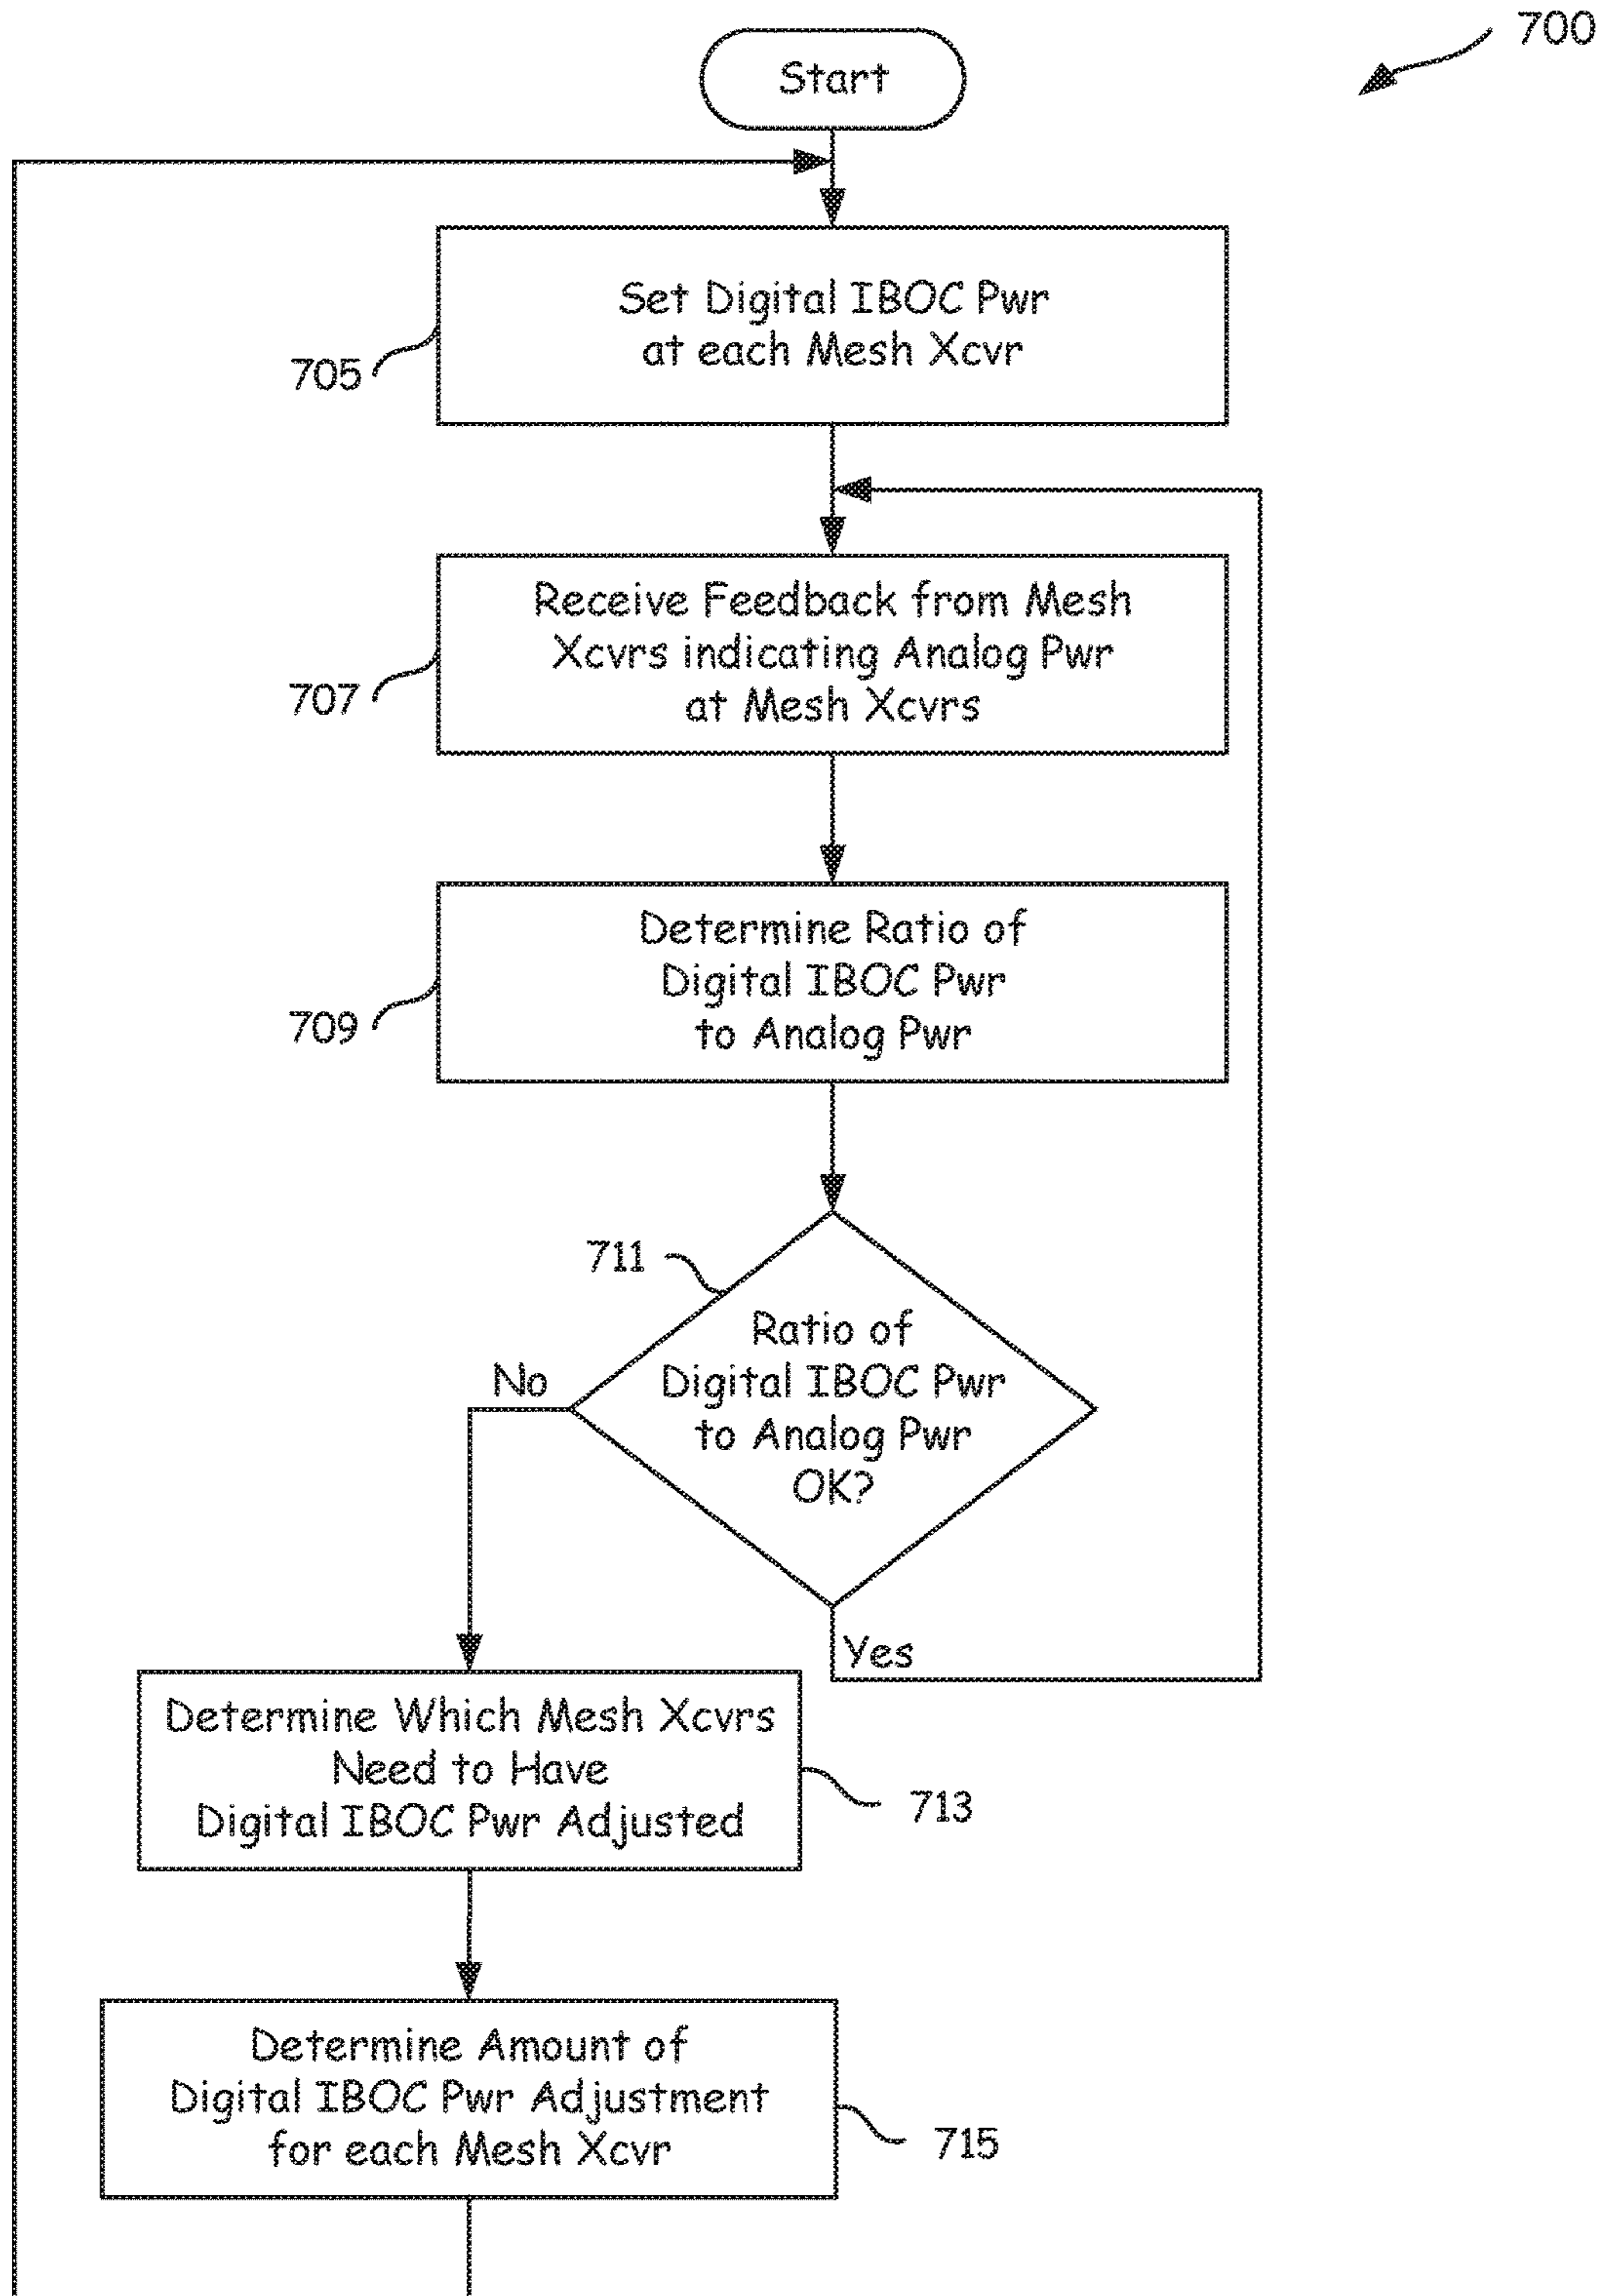 700
Start
Set Digital IBOC Pwr
at each Mesh Xcvr
705
Receive Feedback from Mesh
Xcvrs indicating Analog Pwr
at Mesh Xcvrs
707
Determine Ratio of
Digital IBOC Pwr
to Analog Pwr
709
711
Ratio of
Digital IBOC Pwr
to Analog Pwr
OK?
No
Yes
Determine Which Mesh Xcvrs
Need to Have
Digital IBOC Pwr Adjusted
713
Determine Amount of
Digital IBOC Pwr Adjustment
for each Mesh Xcvr
715